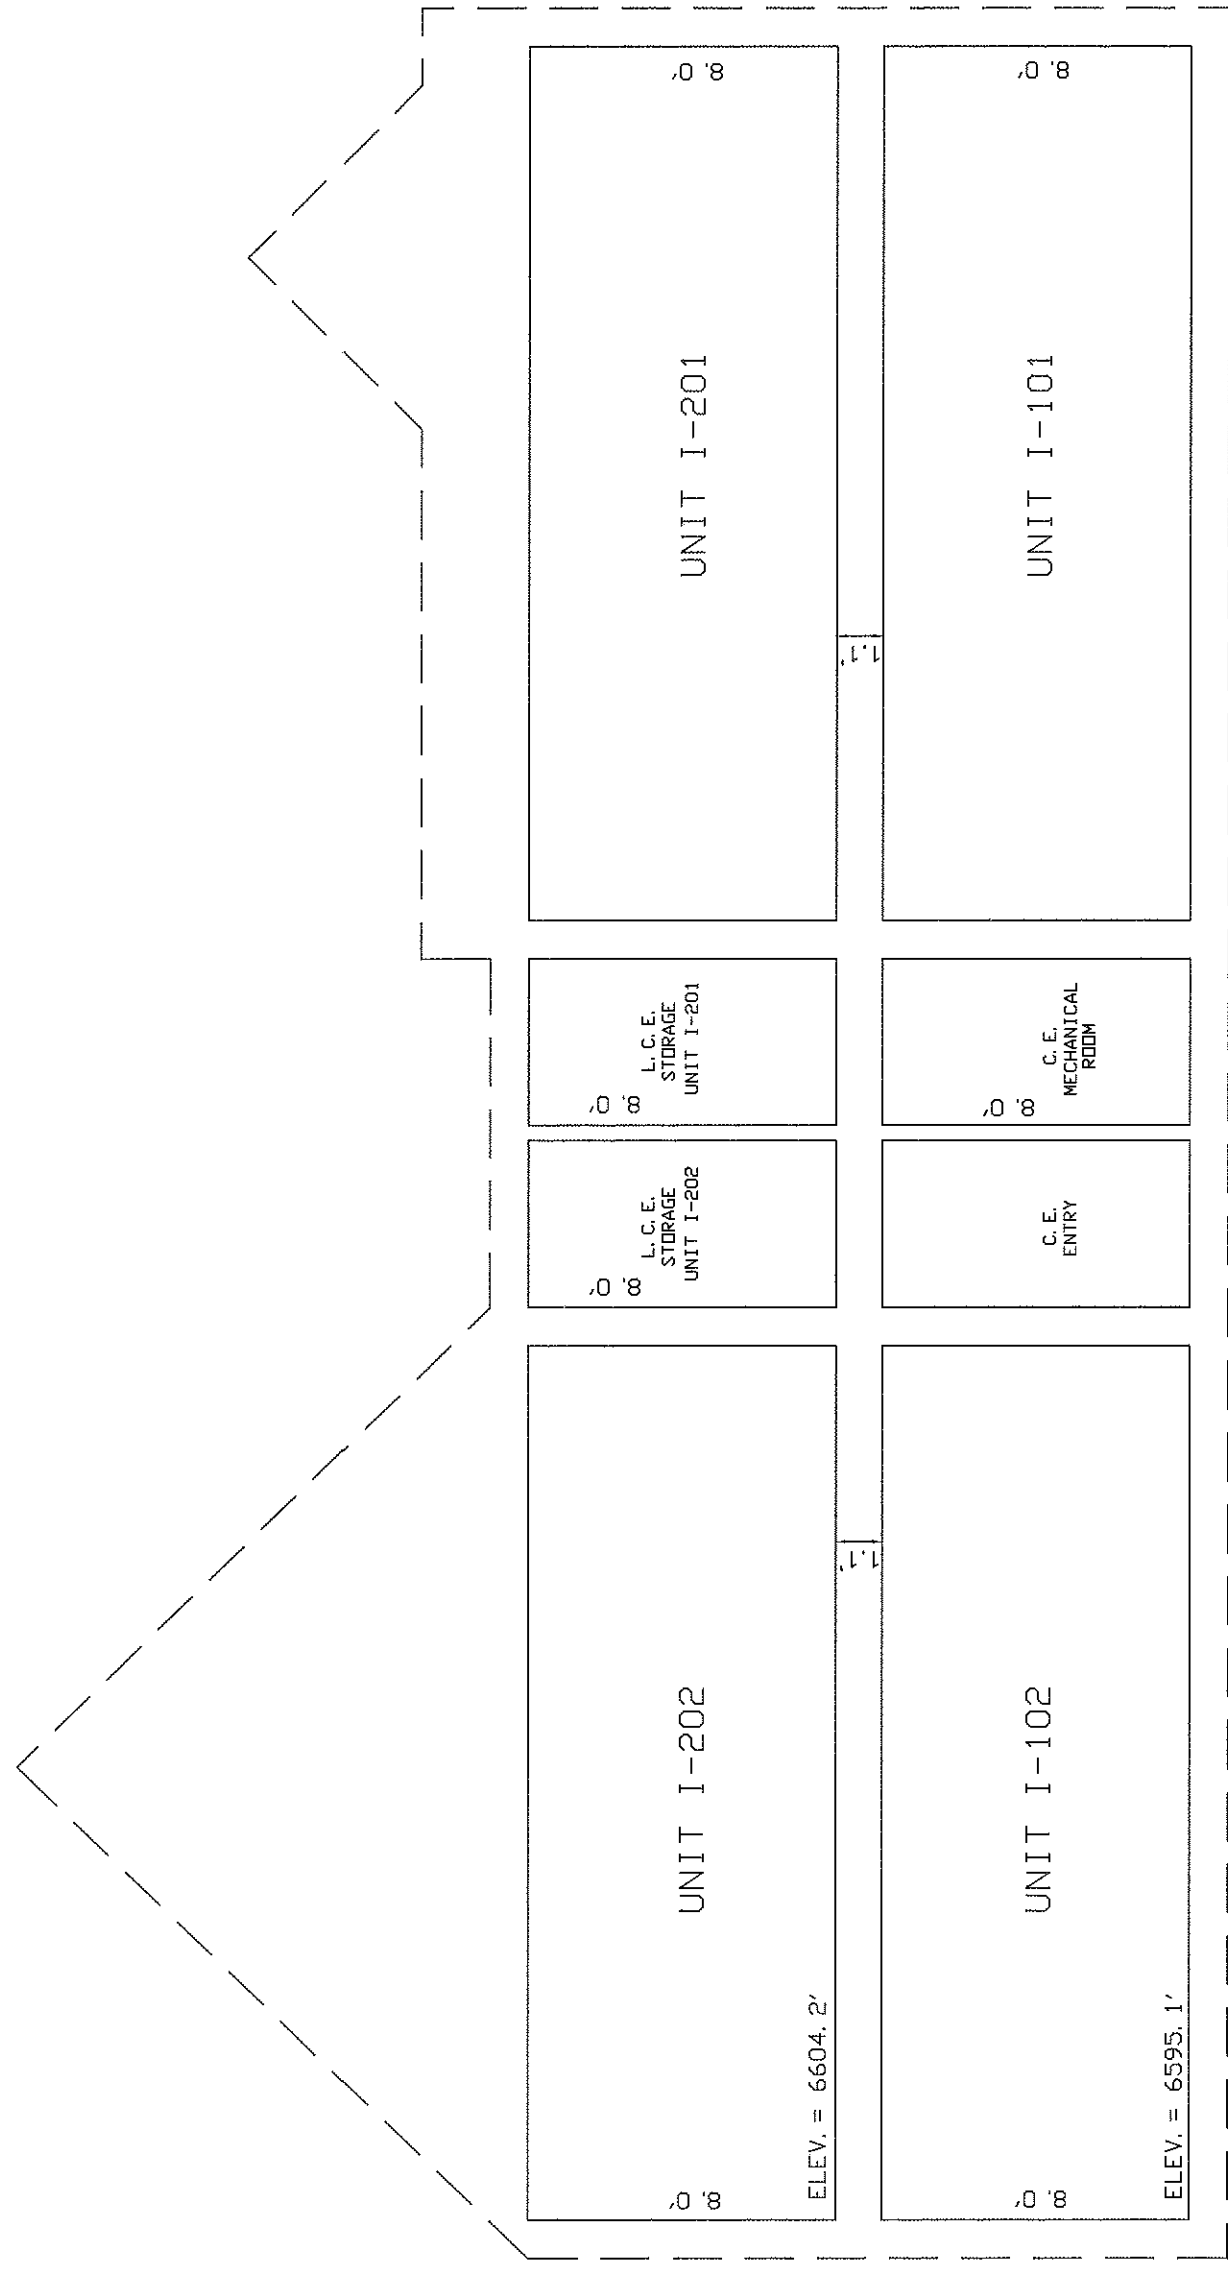 UNIT I-202
8.0'
ELEV. = 6604.2'
L.C.E.
STORAGE
UNIT I-202
8.0'
L.C.E.
STORAGE
UNIT I-201
8.0'
UNIT I-201
8.0'
1.1'
1.1'
UNIT I-102
8.0'
ELEV. = 6595.1'
C.E.
ENTRY
C.E.
MECHANICAL
ROOM
8.0'
UNIT I-101
8.0'